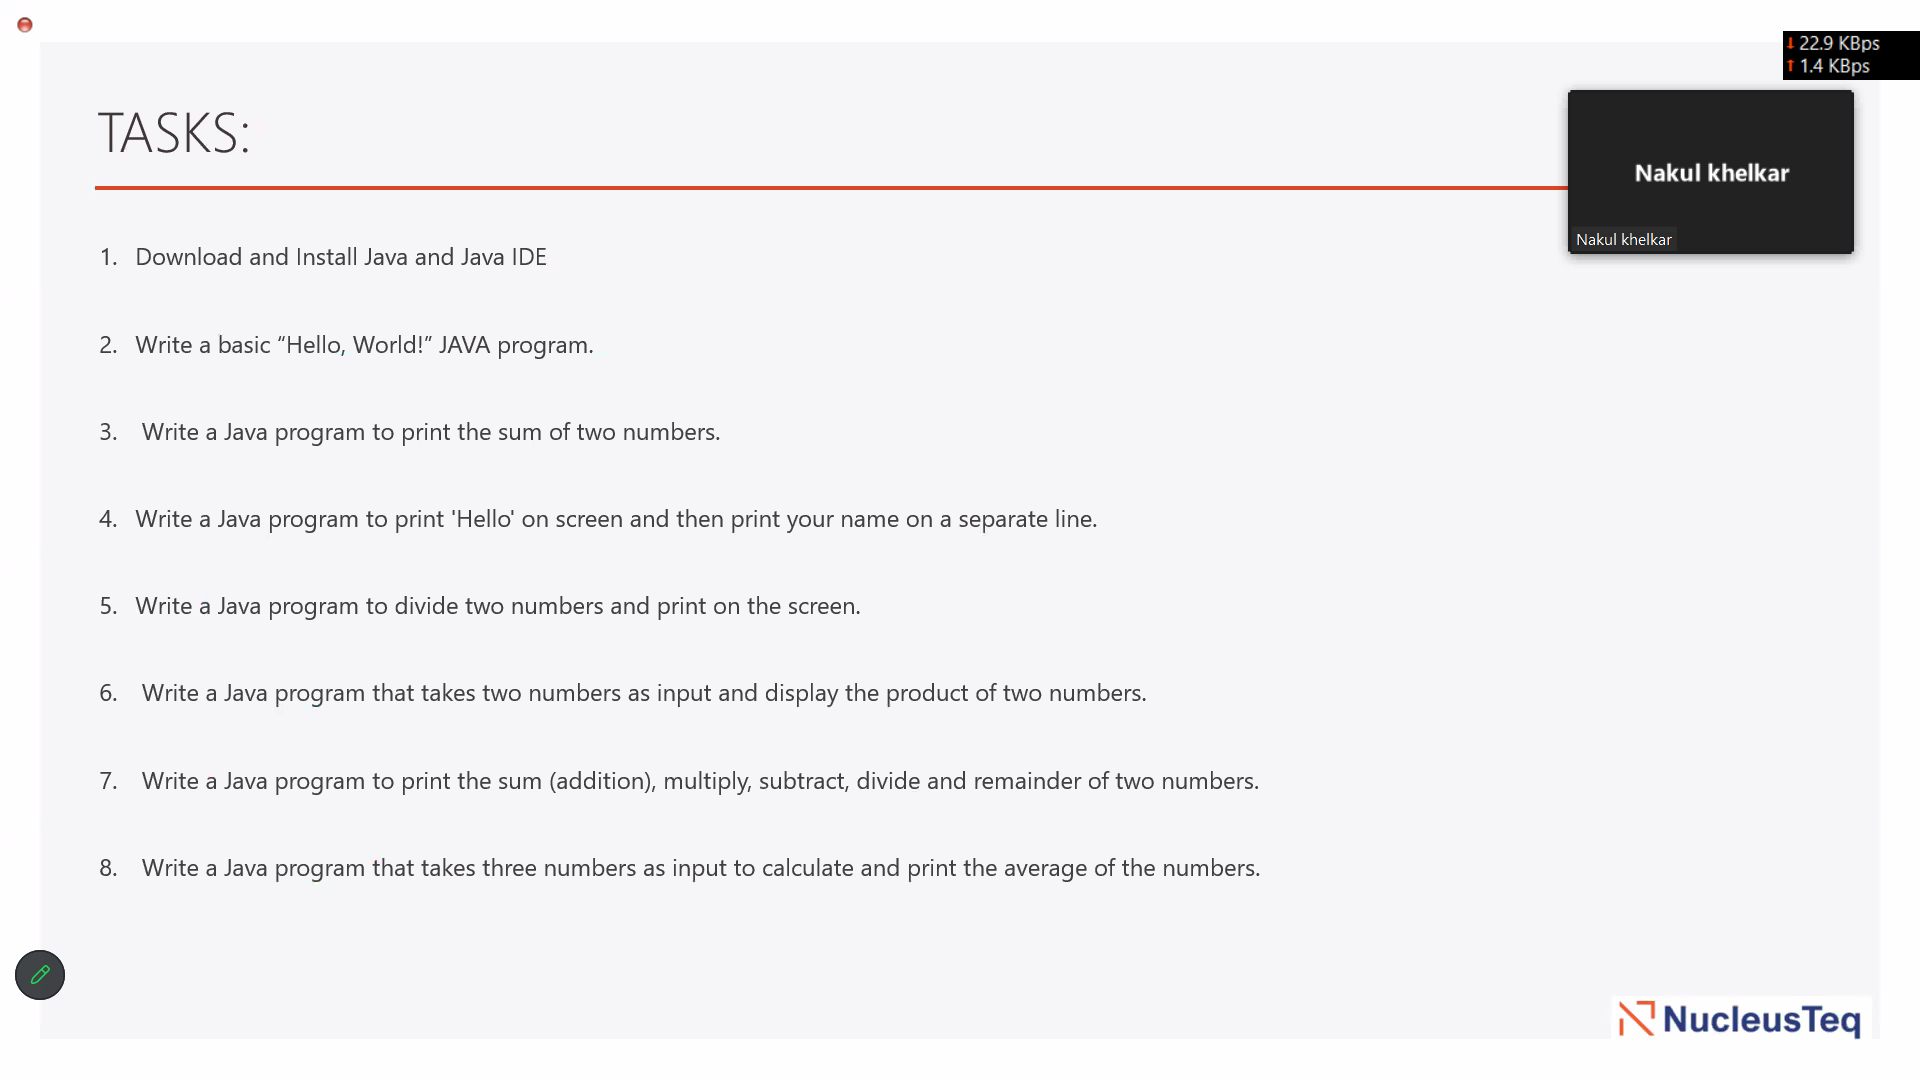 22.9 KBps
1.4 KBps
TASKS:
Nakul khelkar
Nakul khelkar
1. Download and Install Java and Java IDE
2. Write a basic “Hello, World!” JAVA program.
3. Write a Java program to print the sum of two numbers.
4. Write a Java program to print 'Hello' on screen and then print your name on a separate line.
5. Write a Java program to divide two numbers and print on the screen.
6. Write a Java program that takes two numbers as input and display the product of two numbers.
7. Write a Java program to print the sum (addition), multiply, subtract, divide and remainder of two numbers.
8. Write a Java program that takes three numbers as input to calculate and print the average of the numbers.
NucleusTeq